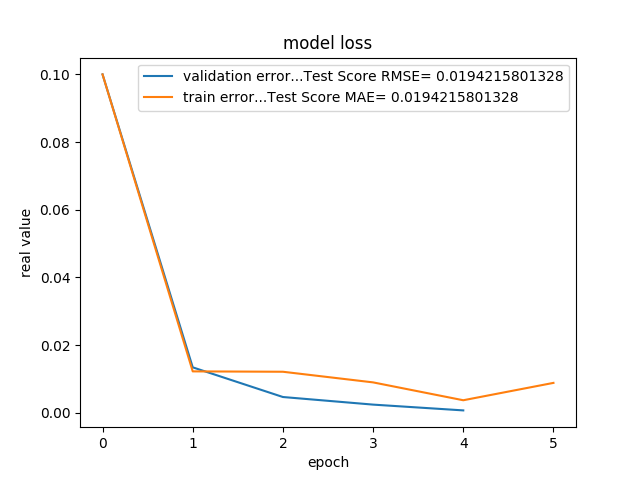 model loss
validation error...Test Score RMSE= 0.0194215801328
train error...Test Score MAE= 0.0194215801328
real value
0.10
0.08
0.06
0.04
0.02
0.00
0 1 2 3 4 5
epoch